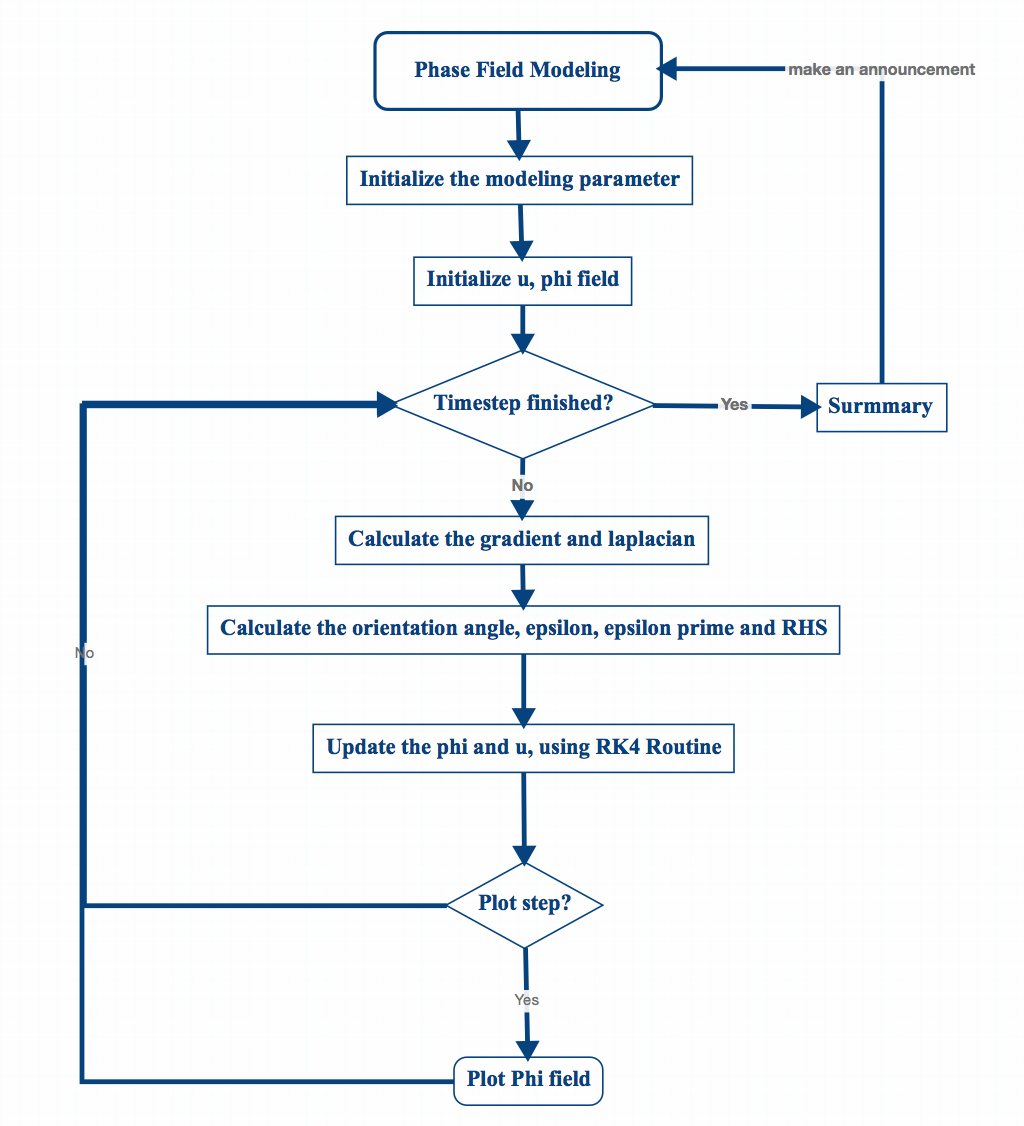 Phase Field Modeling
make an announcement
Initialize the modeling parameter
Initialize u, phi field
Timestep finished?
Yes
Surmmary
No
Calculate the gradient and laplacian
Calculate the orientation angle, epsilon, epsilon prime and RHS
No
Update the phi and u, using RK4 Routine
Plot step?
Yes
Plot Phi field